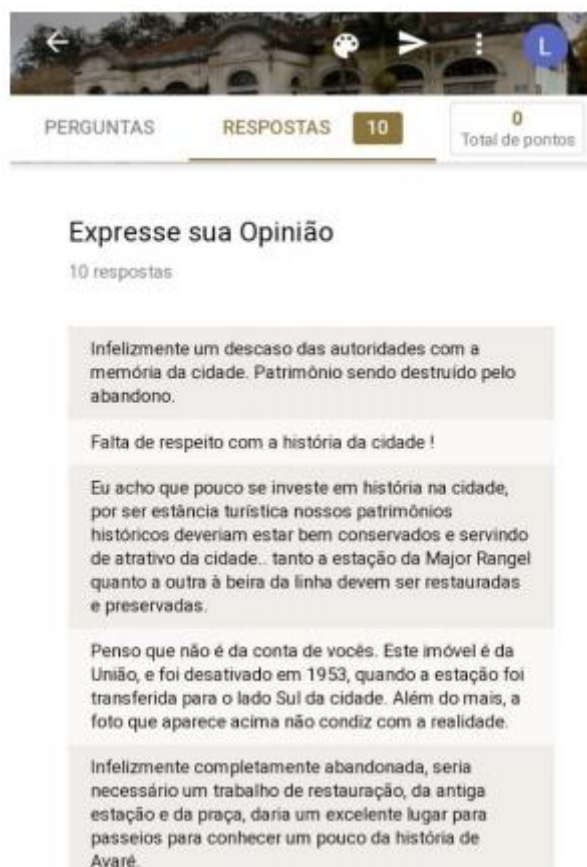 L
PERGUNTAS
RESPOSTAS 10
0
Total de pontos
Expresse sua Opinião
10 respostas
Infelizmente um descaso das autoridades com a
memória da cidade. Patrimônio sendo destruído pelo
abandono.
Falta de respeito com a história da cidade !
Eu acho que pouco se investe em história na cidade,
por ser estância turística nossos patrimônios
históricos deveriam estar bem conservados e servindo
de atrativo da cidade.. tanto a estação da Major Rangel
quanto a outra à beira da linha devem ser restauradas
e preservadas.
Penso que não é da conta de vocês. Este imóvel é da
União, e foi desativado em 1953, quando a estação foi
transferida para o lado Sul da cidade. Além do mais, a
foto que aparece acima não condiz com a realidade.
Infelizmente completamente abandonada, seria
necessário um trabalho de restauração, da antiga
estação e da praça, daria um excelente lugar para
passeios para conhecer um pouco da história de
Avaré.